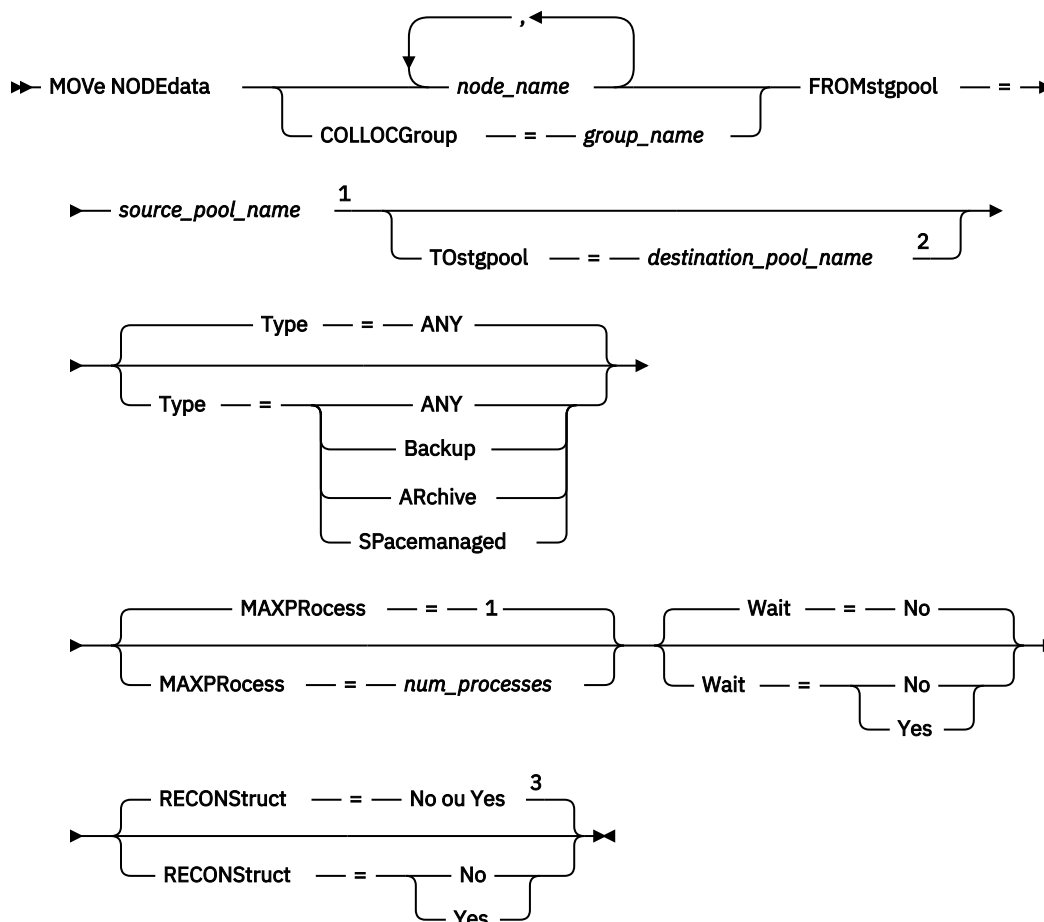 ,
MOVe NODEdata node_name FROMstgpool =
COLLOCGroup = group_name
source_pool_name 1
TOstgpool = destination_pool_name 2
Type = ANY
Type = ANY
Backup
ARchive
SPacemanaged
MAXPRocess = 1
MAXPRocess = num_processes
Wait = No
Wait = No
Yes
RECONStruct = No ou Yes 3
RECONStruct = No
Yes